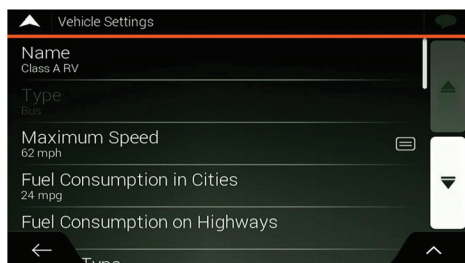 Vehicle Settings
Name
Class A RV
Type
Bus
Maximum Speed
62 mph
Fuel Consumption in Cities
24 mpg
Fuel Consumption on Highways
Type